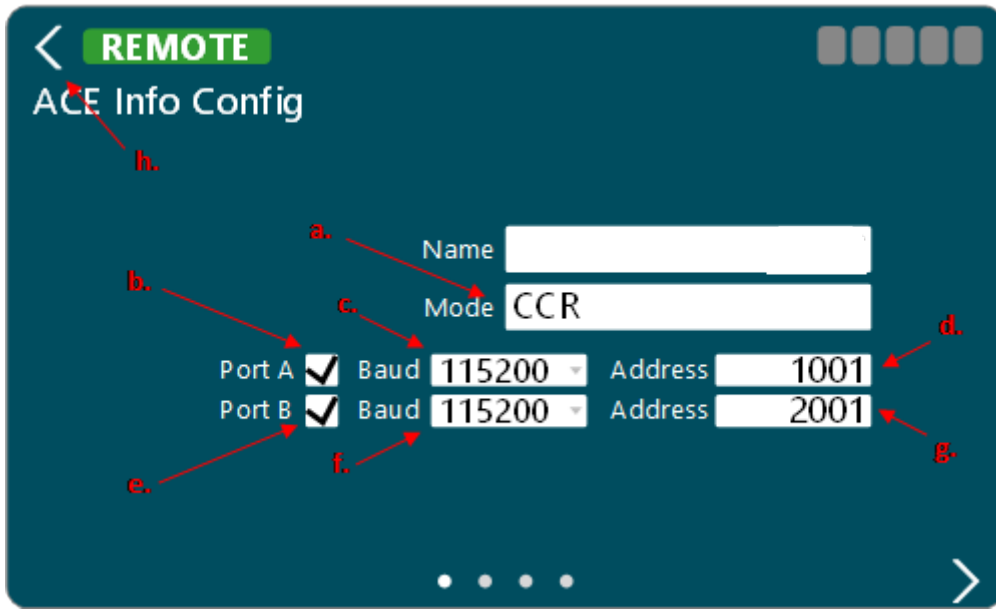 REMOTE
ACE Info Config
h.
a.
Name
b.
Mode CCR
c.
d.
Port A Baud 115200 Address 1001
Port B Baud 115200 Address 2001
e.
f.
g.